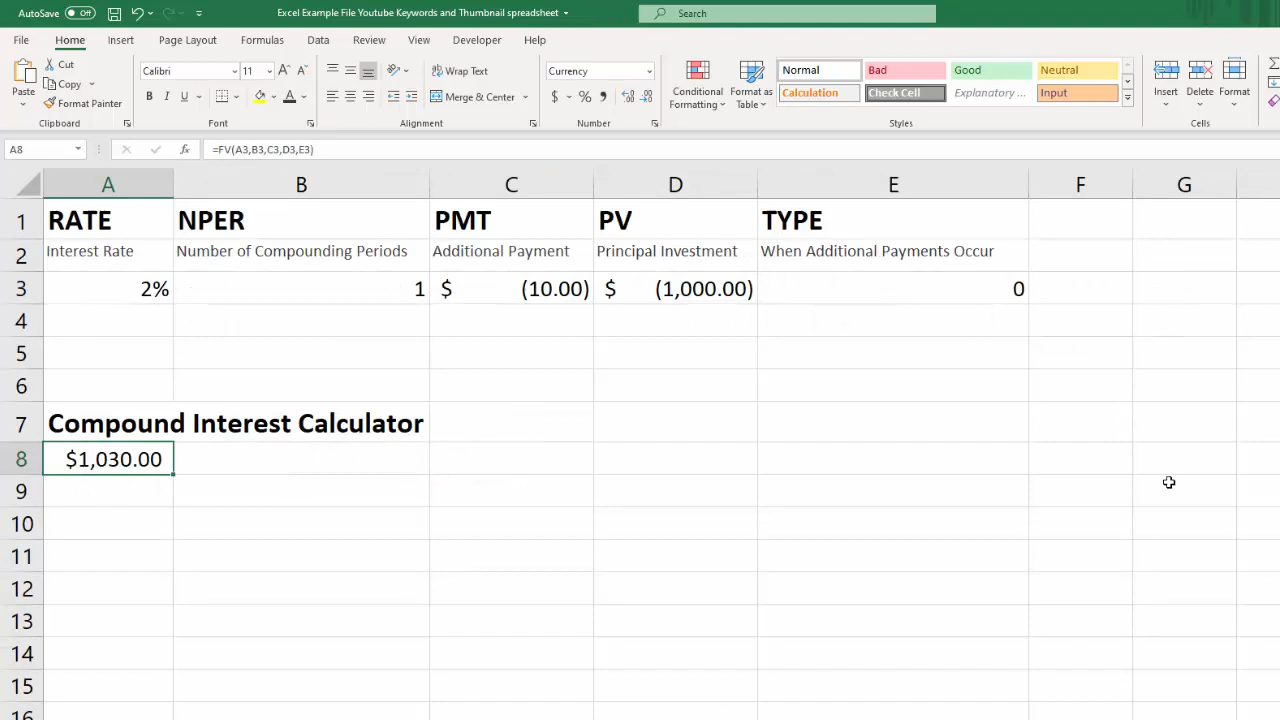 AutoSave Off Excel Example File Youtube Keywords and Thumbnail spreadsheet Search
File Home Insert Page Layout Formulas Data Review View Developer Help
Paste
Cut
Copy
Format Painter
Clipboard
Calibri 11
B I U A
Font
Wrap Text
Merge & Center
Alignment
Currency
$ % ,
Number
Conditional Formatting
Format as Table
Normal Bad Good Neutral
Calculation Check Cell Explanatory ... Input
Styles
Insert Delete Format
Cells
A8 fx =FV(A3,B3,C3,D3,E3)
A B C D E F G
1 RATE NPER PMT PV TYPE
2 Interest Rate Number of Compounding Periods Additional Payment Principal Investment When Additional Payments Occur
3 2% 1 $ (10.00) $ (1,000.00) 0
4
5
6
7 Compound Interest Calculator
8 $1,030.00
9
10
11
12
13
14
15
16